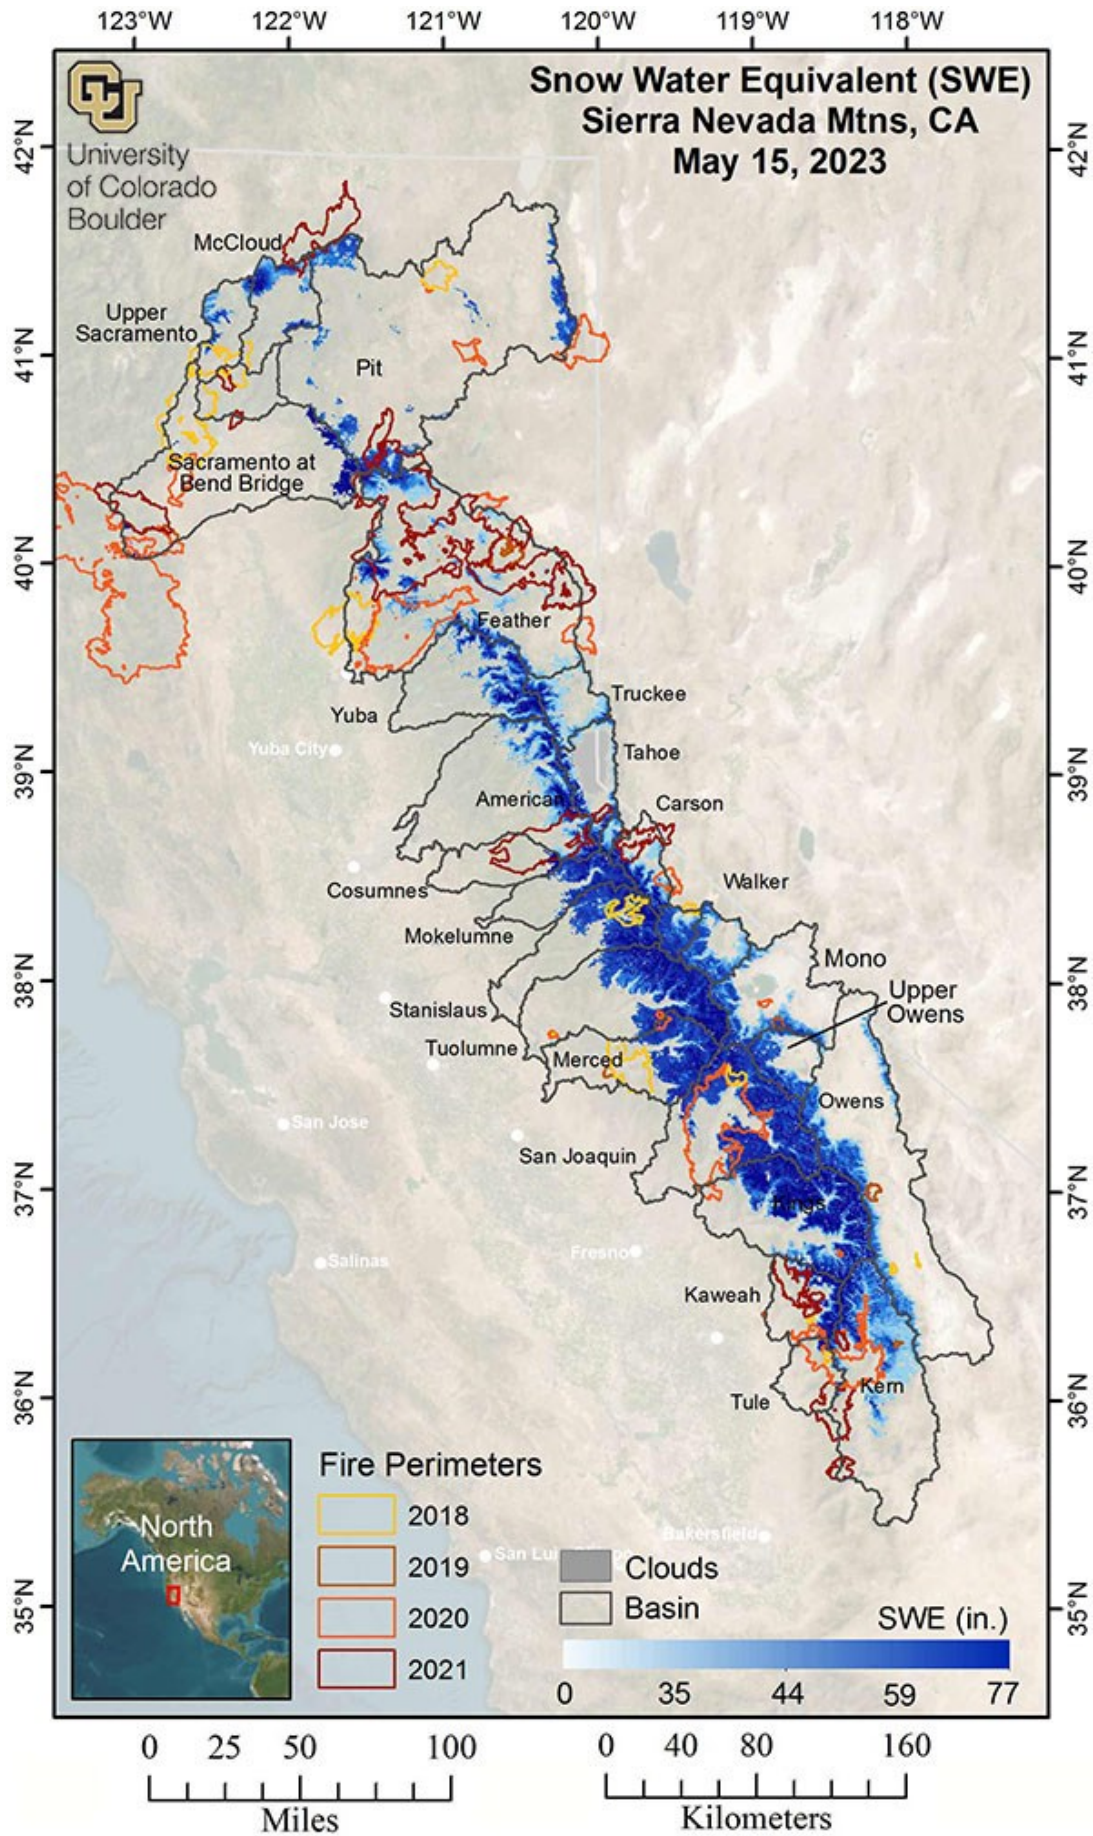 123°W 122°W 121°W 120°W 119°W 118°W
Snow Water Equivalent (SWE)
Sierra Nevada Mtns, CA
May 15, 2023
CU
University
of Colorado
Boulder
42°N
42°N
McCloud
Upper
Sacramento
41°N
41°N
Pit
Sacramento at
Bend Bridge
40°N
40°N
Feather
Truckee
Yuba
Yuba City
Tahoe
39°N
39°N
American
Carson
Cosumnes
Walker
Mokelumne
Mono
38°N
38°N
Upper
Owens
Stanislaus
Tuolumne
Merced
Owens
San Jose
San Joaquin
37°N
37°N
Kings
Fresno
Salinas
Kaweah
36°N
36°N
Kern
Tule
North
America
Fire Perimeters
2018
2019
2020
2021
Bakersfield
San Lui
Clouds
Basin
35°N
35°N
SWE (in.)
0 35 44 59 77
0 25 50 100
Miles
0 40 80 160
Kilometers